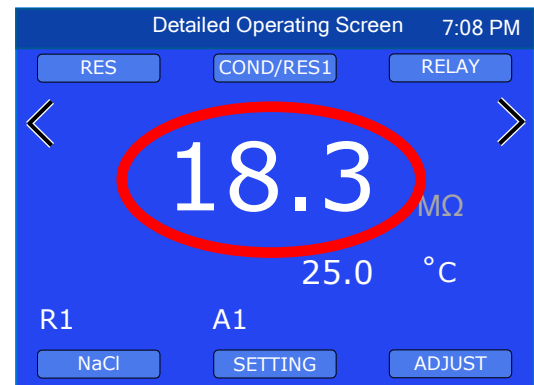 Detailed Operating Screen 7:08 PM
RES COND/RES1 RELAY
18.3 MΩ
25.0 °C
R1 A1
NaCl SETTING ADJUST